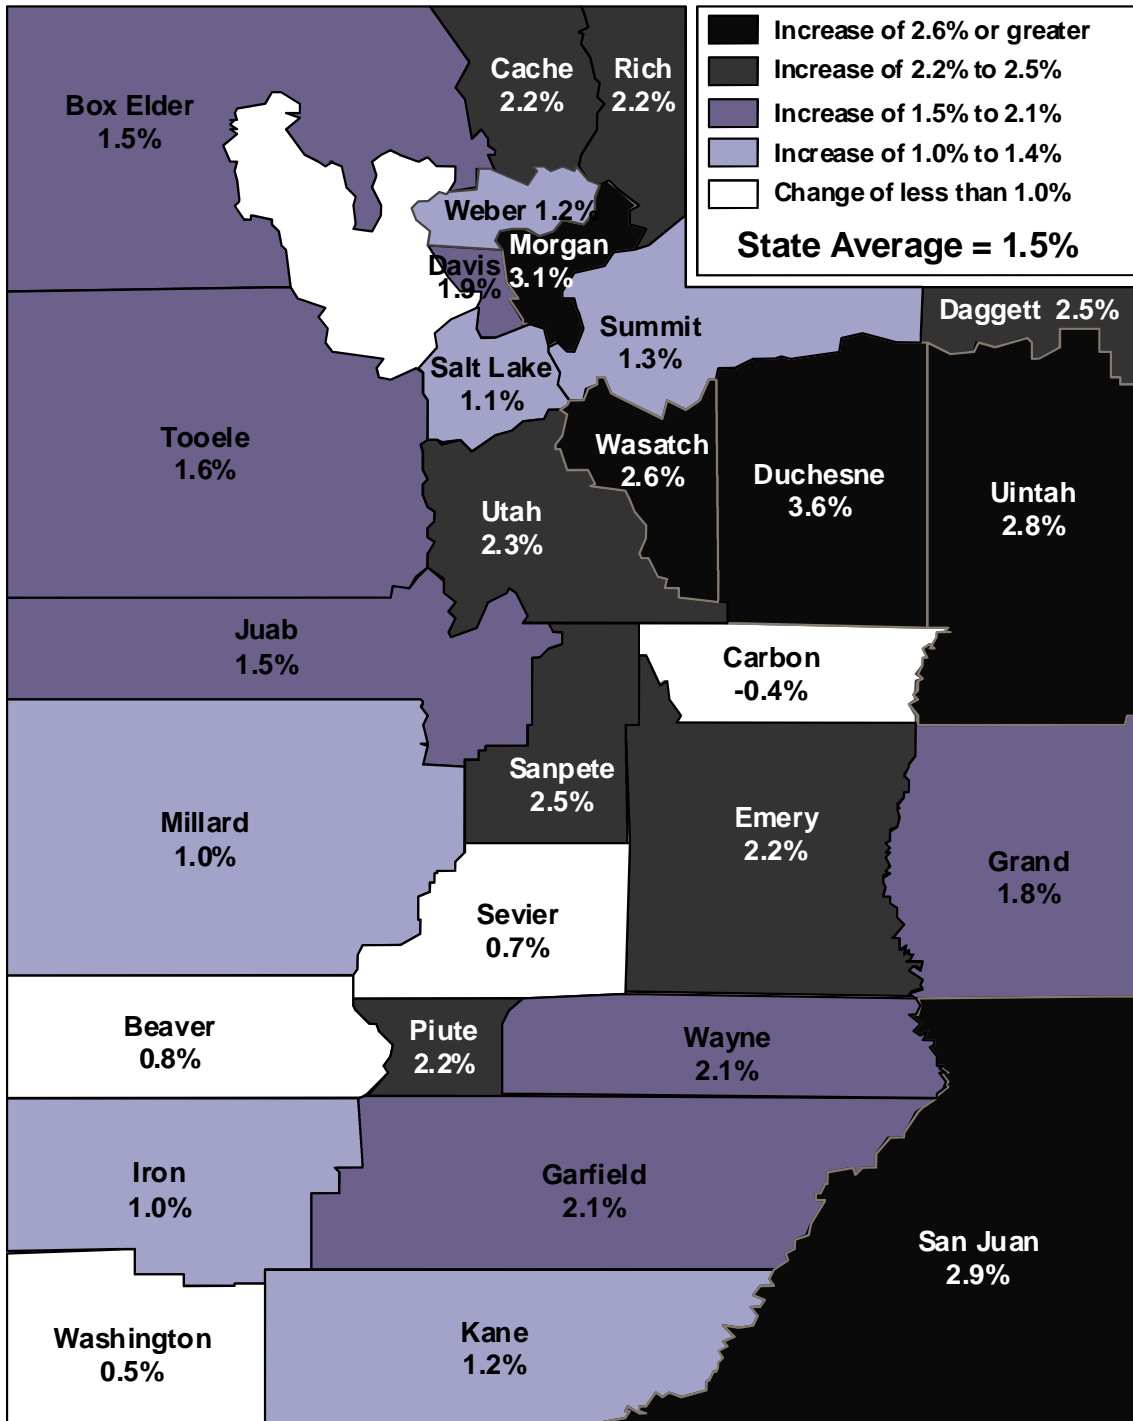 Increase of 2.6% or greater
Increase of 2.2% to 2.5%
Increase of 1.5% to 2.1%
Increase of 1.0% to 1.4%
Change of less than 1.0%
State Average = 1.5%
Cache
2.2%
Rich
2.2%
Box Elder
1.5%
Weber 1.2%
Morgan
3.1%
Davis
1.9%
Daggett 2.5%
Summit
1.3%
Salt Lake
1.1%
Tooele
1.6%
Wasatch
2.6%
Duchesne
3.6%
Uintah
2.8%
Utah
2.3%
Juab
1.5%
Carbon
-0.4%
Sanpete
2.5%
Millard
1.0%
Emery
2.2%
Grand
1.8%
Sevier
0.7%
Beaver
0.8%
Piute
2.2%
Wayne
2.1%
Iron
1.0%
Garfield
2.1%
San Juan
2.9%
Washington
0.5%
Kane
1.2%